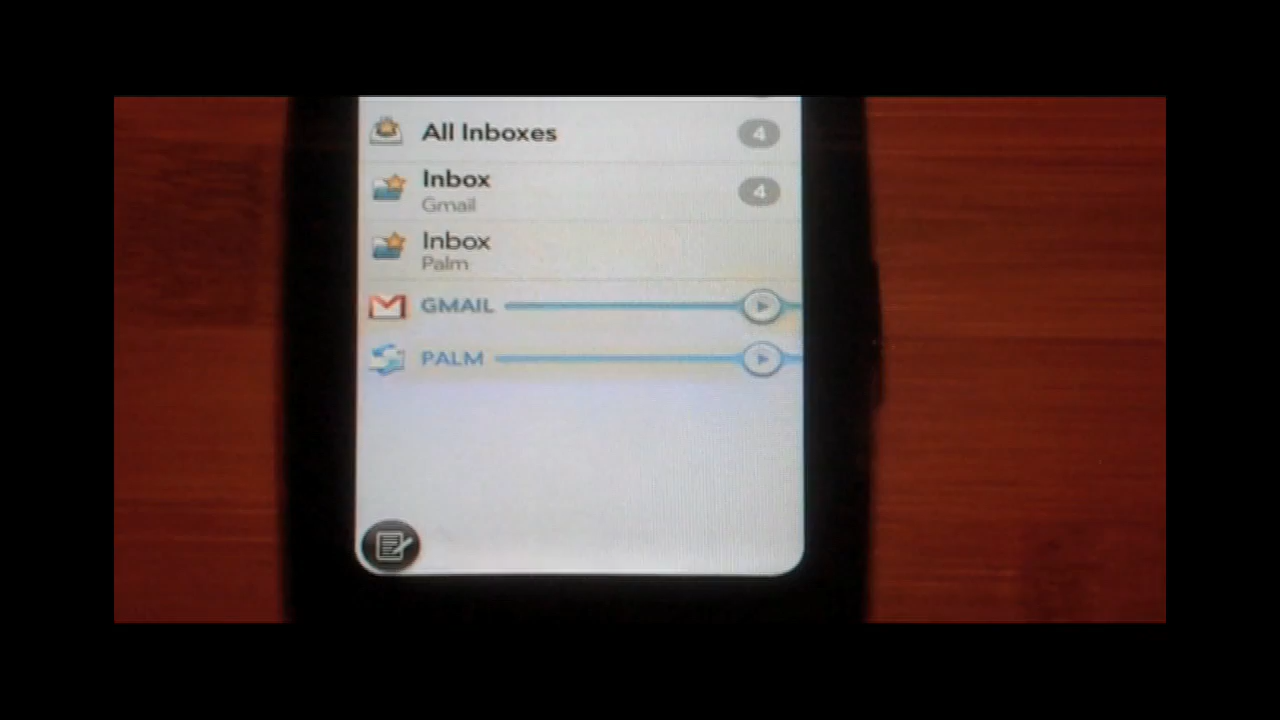 All Inboxes 4
Inbox 4
Gmail
Inbox
Palm
GMAIL
PALM